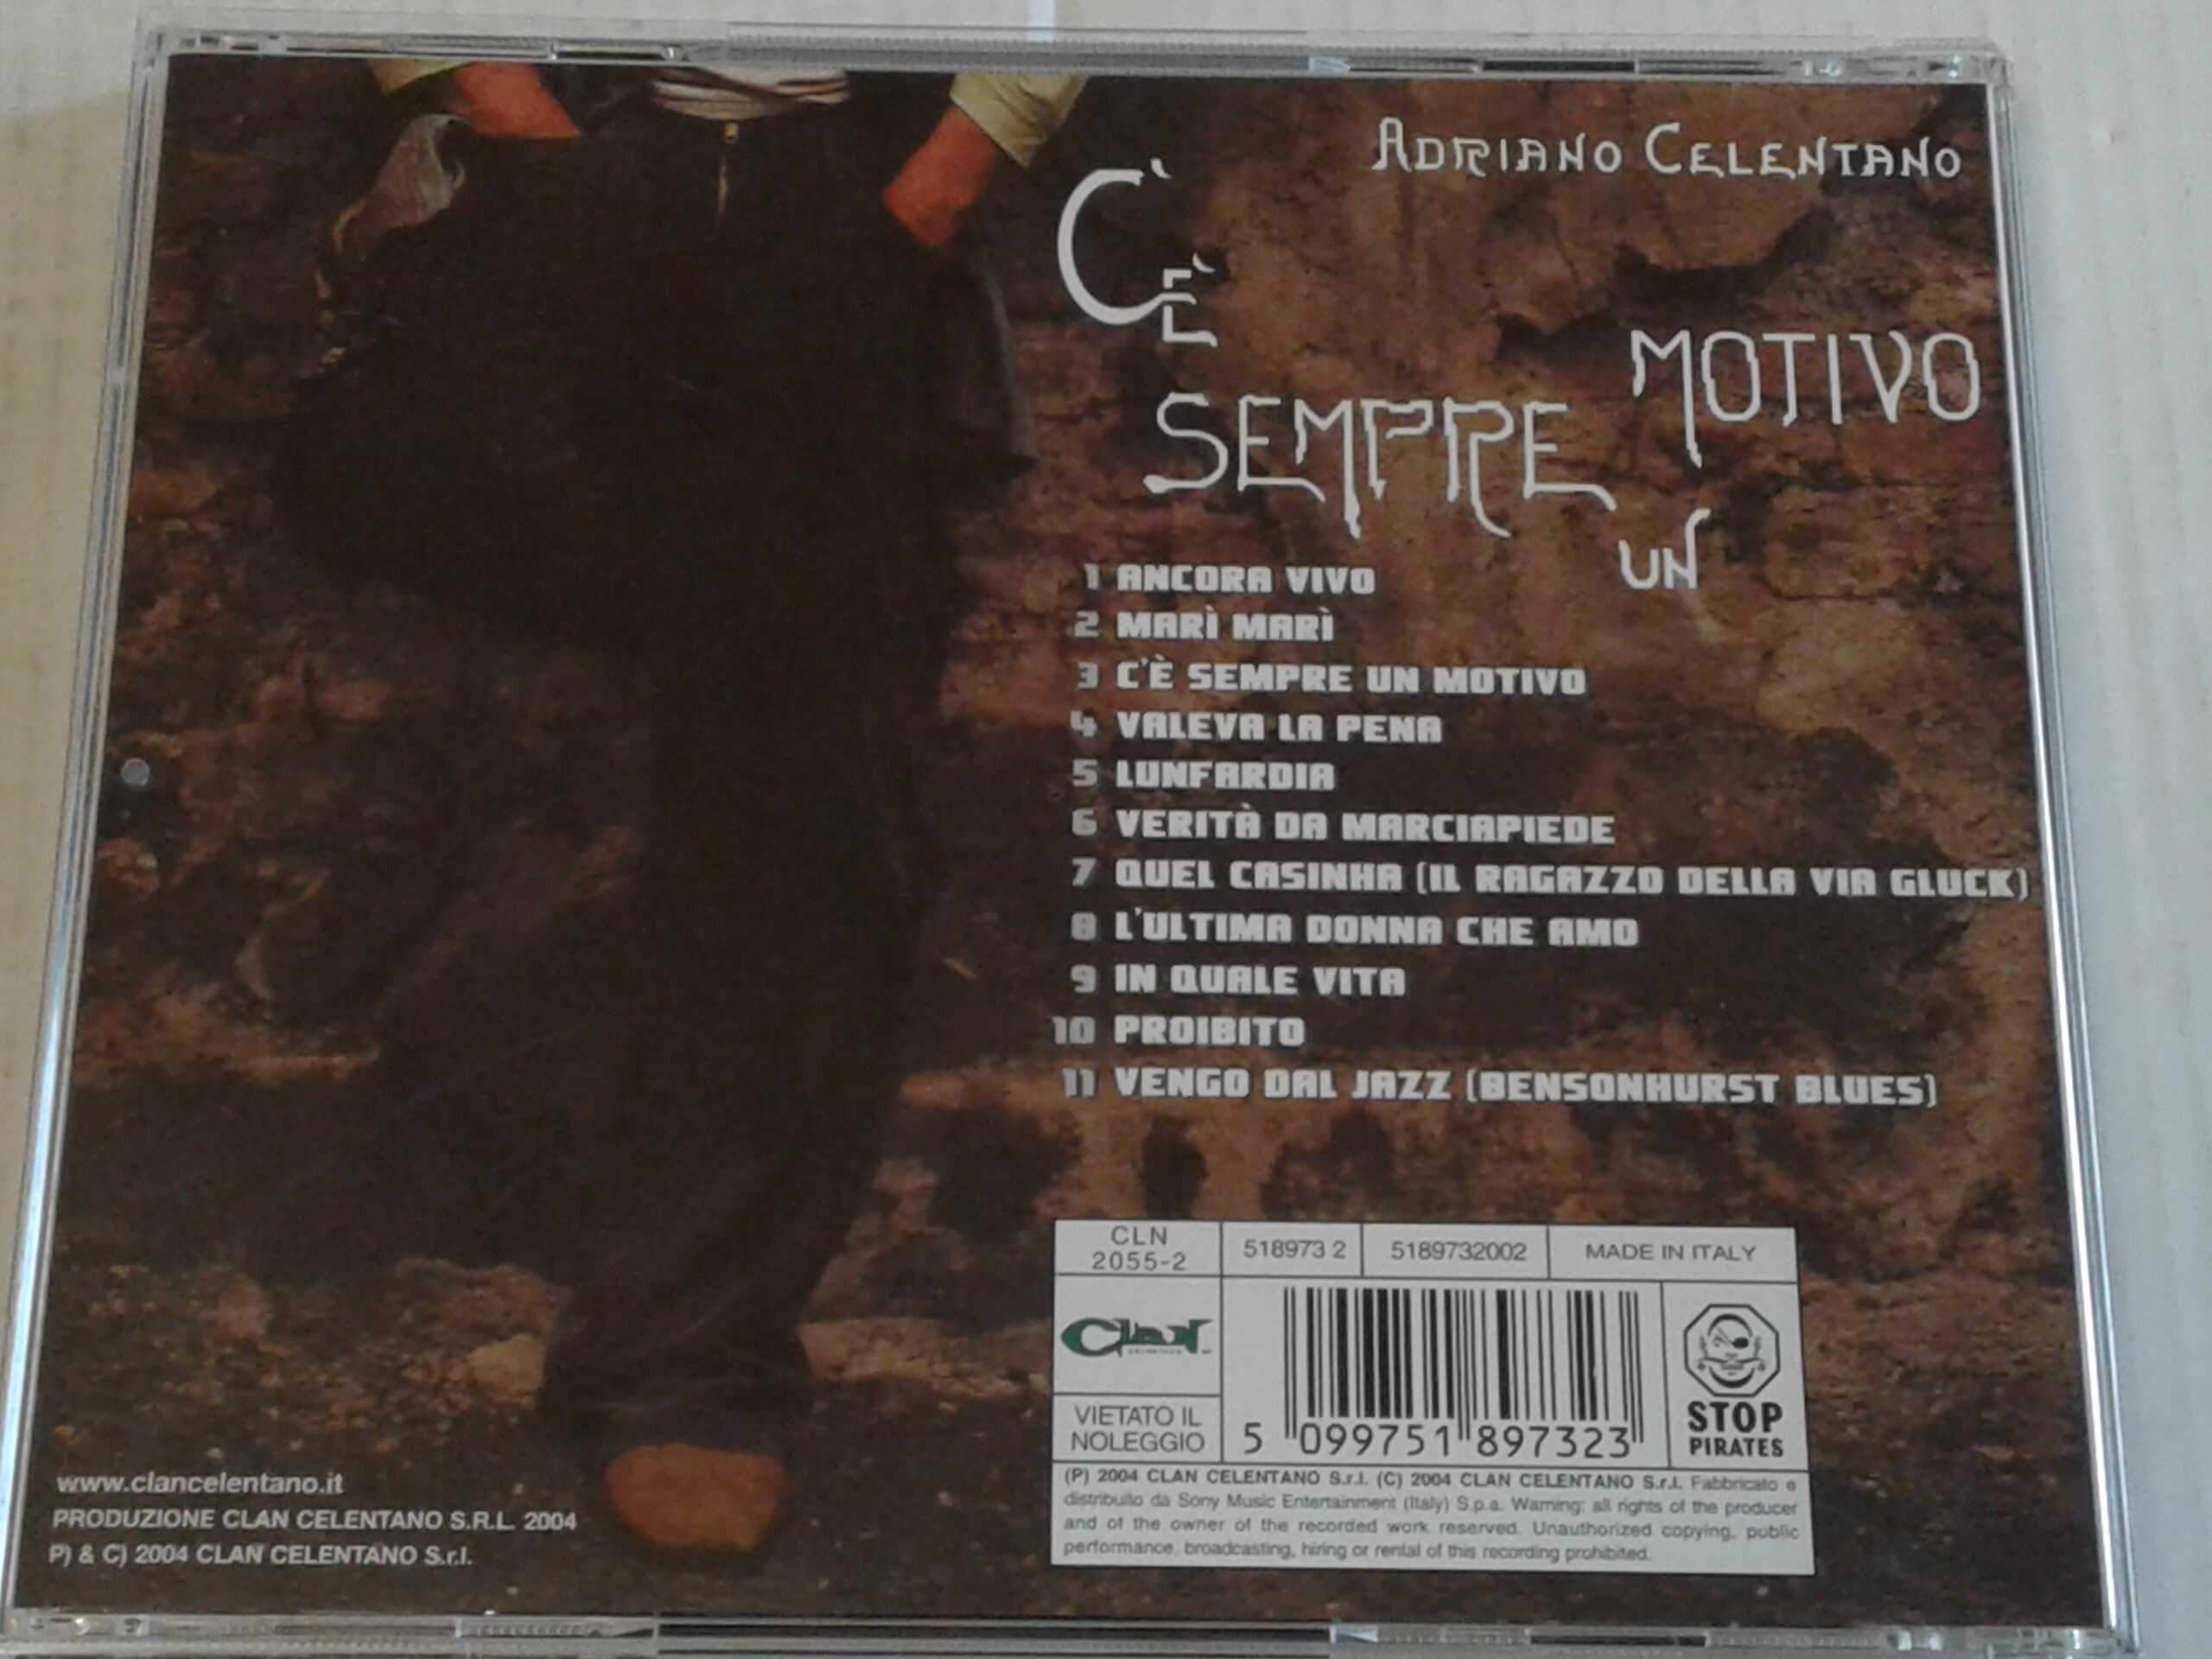 ADRIANO CELENTANO
C'È
SEMPRE
UN
MOTIVO
1 ANCORA VIVO
2 MARÌ MARÌ
3 C'È SEMPRE UN MOTIVO
4 VALEVA LA PENA
5 LUNFARDIA
6 VERITÀ DA MARCIAPIEDE
7 QUEL CASINHA (IL RAGAZZO DELLA VIA GLUCK)
8 L'ULTIMA DONNA CHE AMO
9 IN QUALE VITA
10 PROIBITO
11 VENGO DAL JAZZ (BENSONHURST BLUES)
CLN
2055-2
518973 2
5189732002
MADE IN ITALY
Clan
VIETATO IL
NOLEGGIO
5 099751 897323
STOP
PIRATES
(P) 2004 CLAN CELENTANO S.r.l. (C) 2004 CLAN CELENTANO S.r.l. Fabbricato e
distribuito da Sony Music Entertainment (Italy) S.p.a. Warning: all rights of the producer
and of the owner of the recorded work reserved. Unauthorized copying, public
performance, broadcasting, hiring or rental of this recording prohibited.
www.clancelentano.it
PRODUZIONE CLAN CELENTANO S.R.L. 2004
P) & C) 2004 CLAN CELENTANO S.r.l.